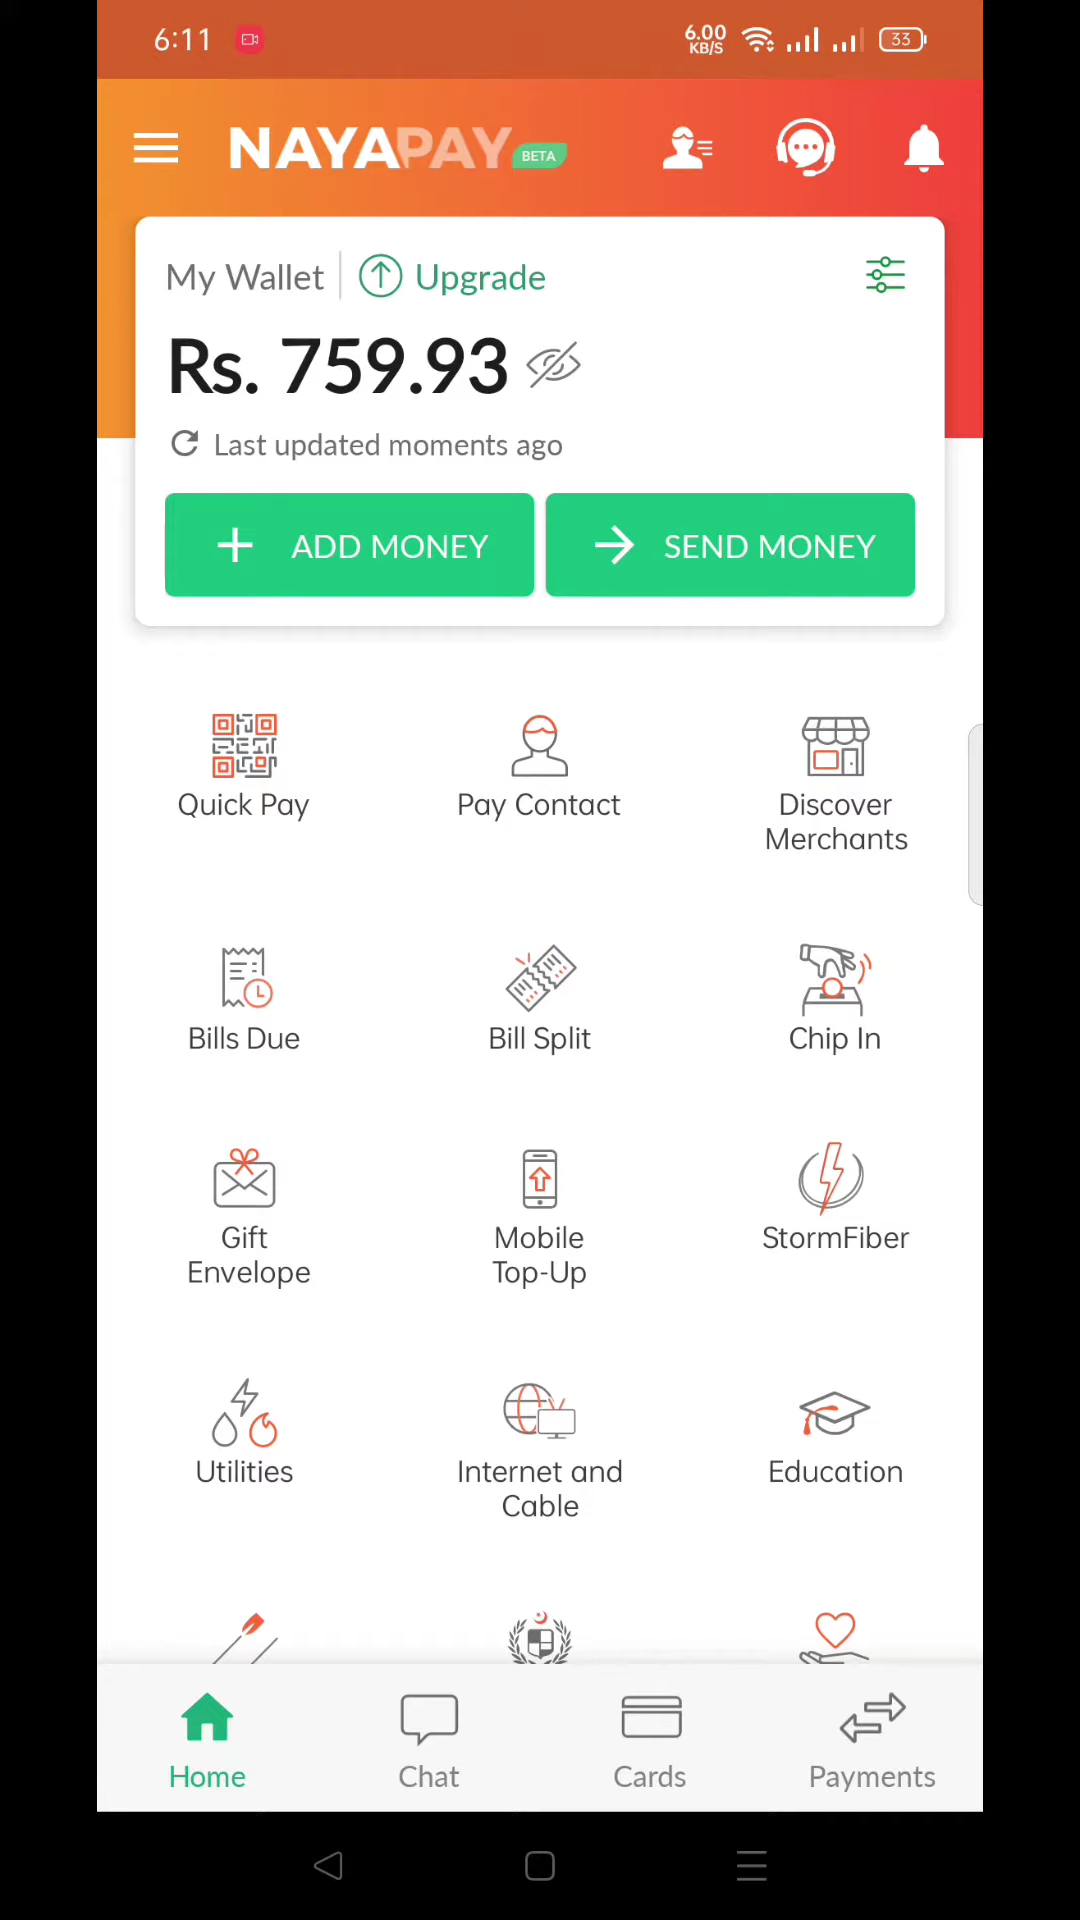 6:11
6.00
KB/S
33
NAYAPAY BETA
My Wallet
Upgrade
Rs. 759.93
Last updated moments ago
ADD MONEY
SEND MONEY
Quick Pay
Pay Contact
Discover
Merchants
Bills Due
Bill Split
Chip In
Gift
Envelope
Mobile
Top-Up
StormFiber
Utilities
Internet and
Cable
Education
Home
Chat
Cards
Payments